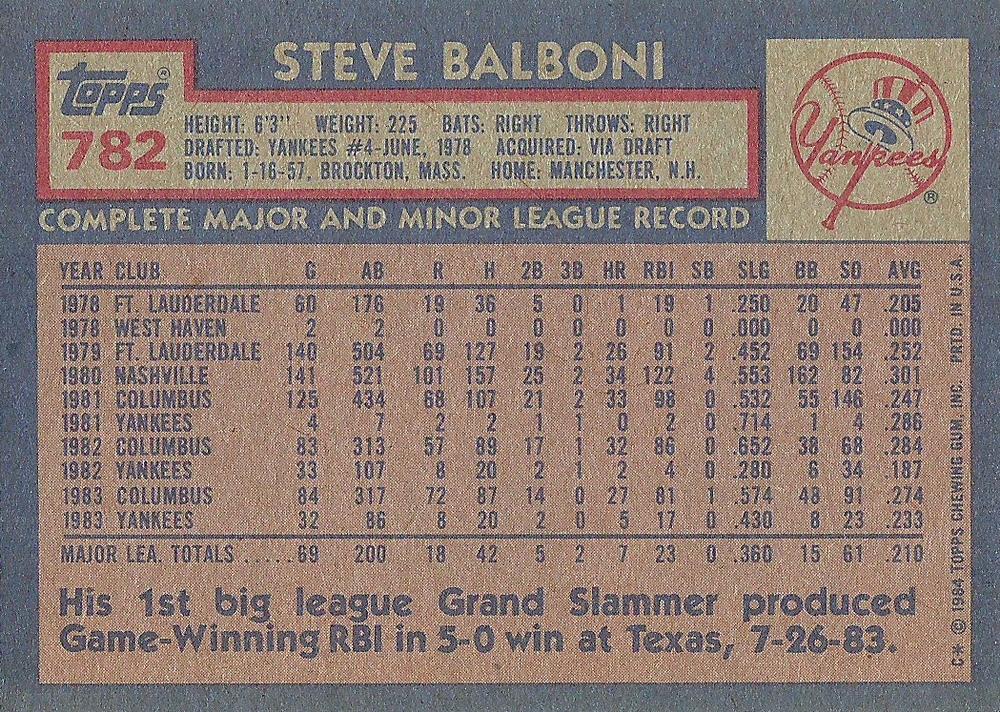 STEVE BALBONI
Topps®
782
HEIGHT: 6'3" WEIGHT: 225 BATS: RIGHT THROWS: RIGHT
DRAFTED: YANKEES #4-JUNE, 1978 ACQUIRED: VIA DRAFT
BORN: 1-16-57, BROCKTON, MASS. HOME: MANCHESTER, N.H.
Yankees®
COMPLETE MAJOR AND MINOR LEAGUE RECORD
YEAR CLUB G AB R H 2B 3B HR RBI SB SLG BB SO AVG
1978 FT. LAUDERDALE 60 176 19 36 5 0 1 19 1 .250 20 47 .205
1978 WEST HAVEN 2 2 0 0 0 0 0 0 0 .000 0 0 .000
1979 FT. LAUDERDALE 140 504 69 127 19 2 26 91 2 .452 69 154 .252
1980 NASHVILLE 141 521 101 157 25 2 34 122 4 .553 162 82 .301
1981 COLUMBUS 125 434 68 107 21 2 33 98 0 .532 55 146 .247
1981 YANKEES 4 7 2 2 1 1 0 2 0 .714 1 4 .286
1982 COLUMBUS 83 313 57 89 17 1 32 86 0 .652 38 68 .284
1982 YANKEES 33 107 8 20 2 1 2 4 0 .280 6 34 .187
1983 COLUMBUS 84 317 72 87 14 0 27 81 1 .574 48 91 .274
1983 YANKEES 32 86 8 20 2 0 5 17 0 .430 8 23 .233
MAJOR LEA. TOTALS .....69 200 18 42 5 2 7 23 0 .360 15 61 .210
His 1st big league Grand Slammer produced
Game-Winning RBI in 5-0 win at Texas, 7-26-83.
C* © 1984 TOPPS CHEWING GUM, INC. PRTD. IN U.S.A.